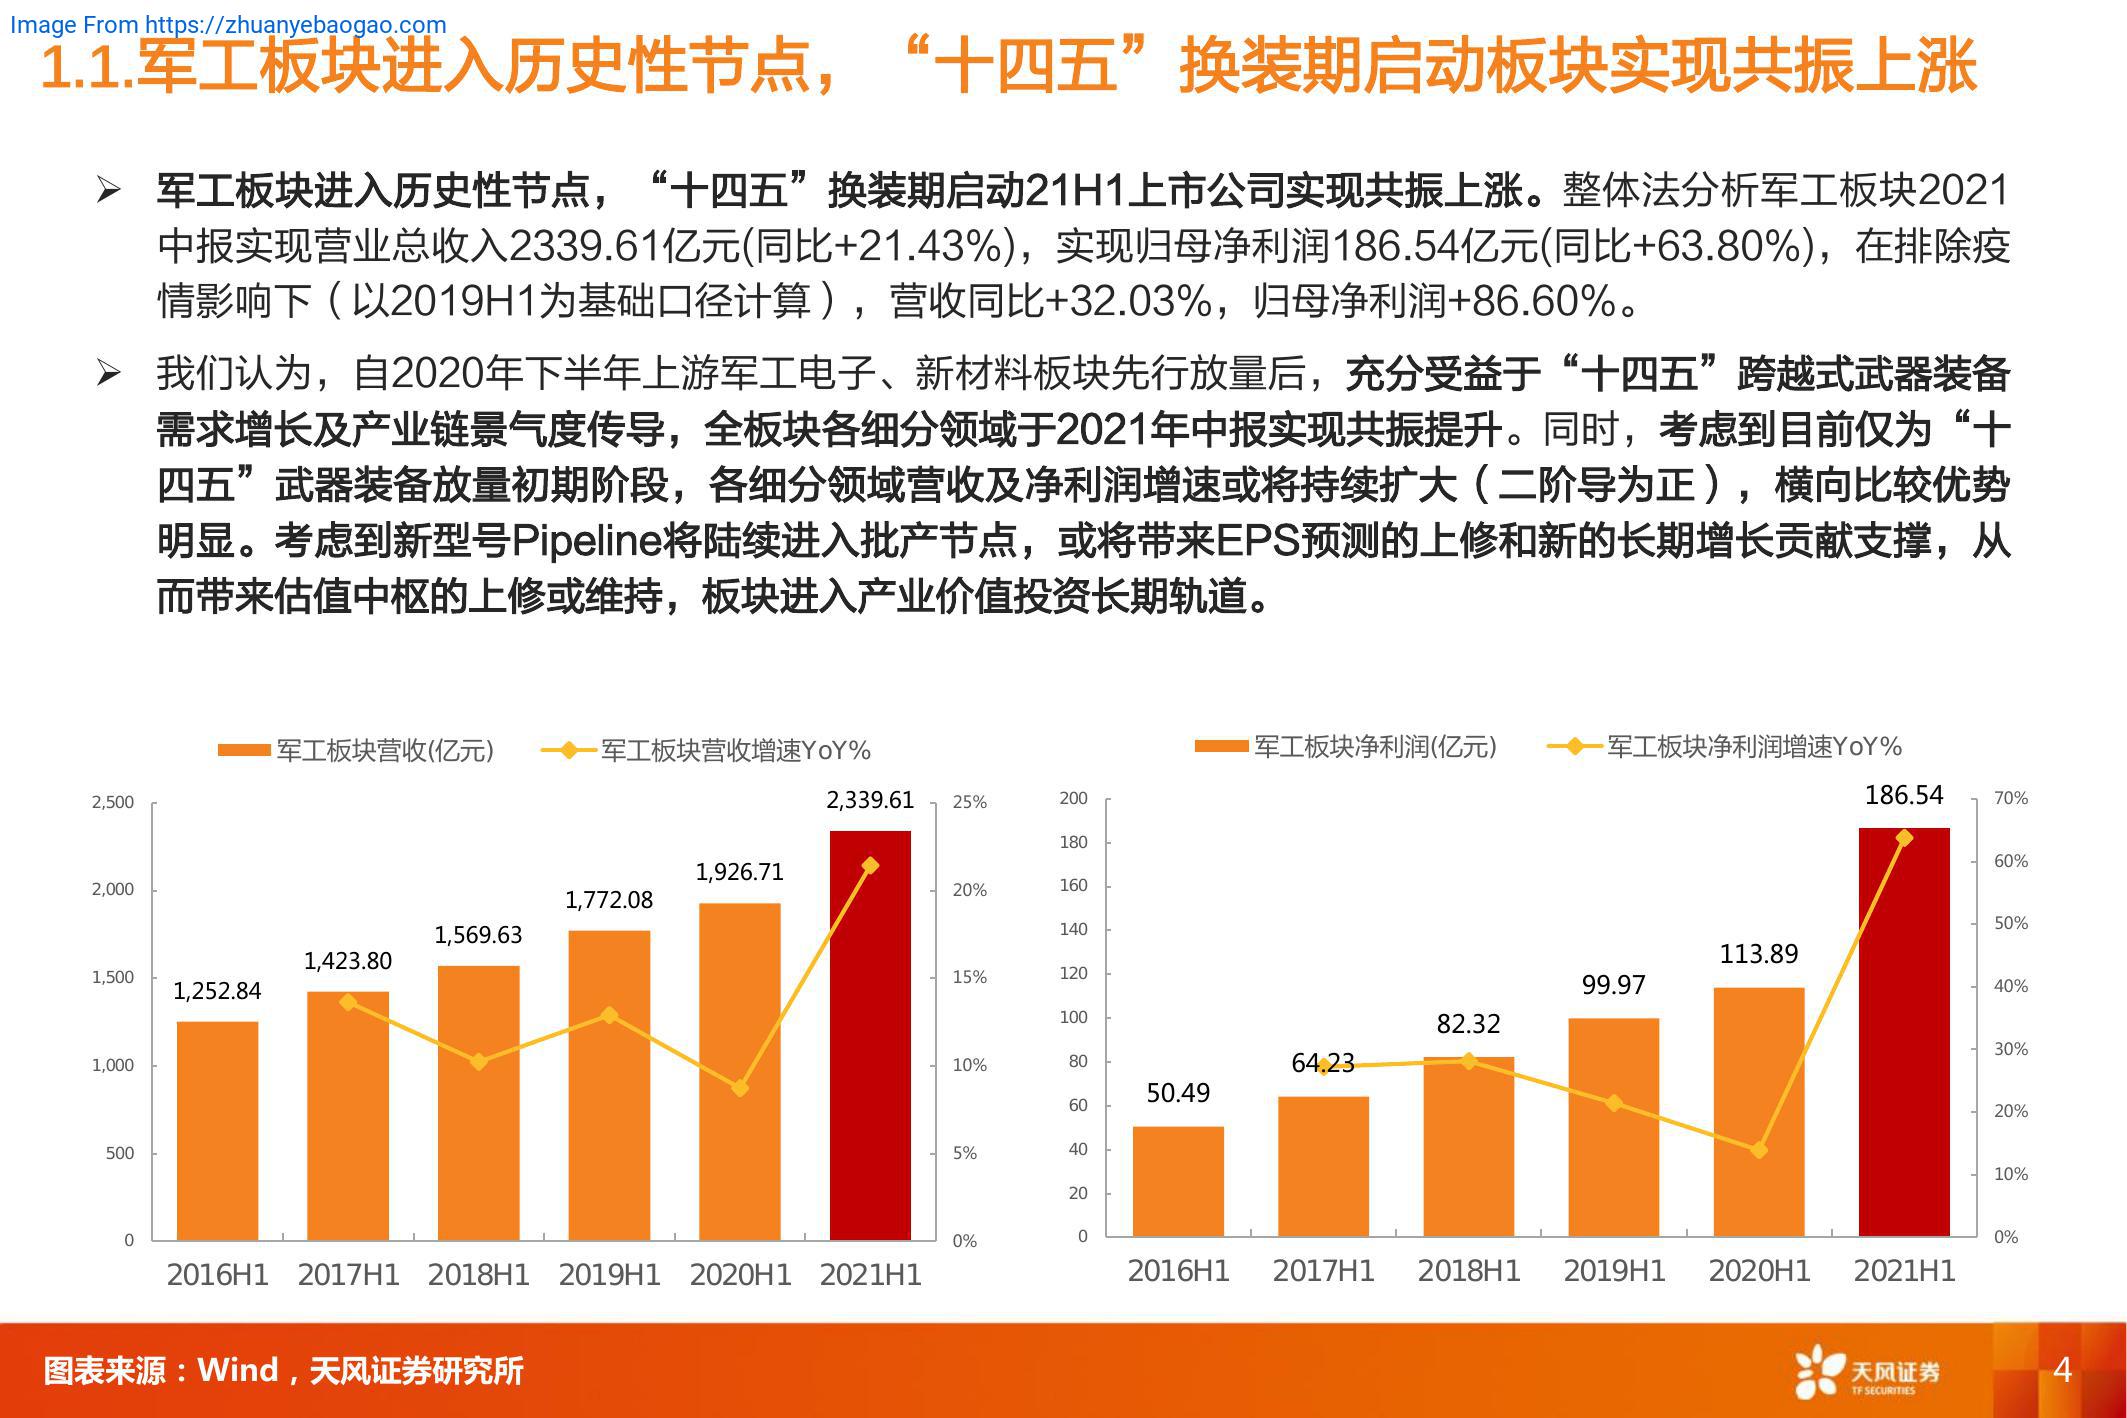 Image From https://zhuanyebaogao.com
1.1.军工板块进入历史性节点，“十四五”换装期启动板块实现共振上涨
➢ 军工板块进入历史性节点，“十四五”换装期启动21H1上市公司实现共振上涨。整体法分析军工板块2021
中报实现营业总收入2339.61亿元(同比+21.43%)，实现归母净利润186.54亿元(同比+63.80%)，在排除疫
情影响下（以2019H1为基础口径计算），营收同比+32.03%，归母净利润+86.60%。
➢ 我们认为，自2020年下半年上游军工电子、新材料板块先行放量后，充分受益于“十四五”跨越式武器装备
需求增长及产业链景气度传导，全板块各细分领域于2021年中报实现共振提升。同时，考虑到目前仅为“十
四五”武器装备放量初期阶段，各细分领域营收及净利润增速或将持续扩大（二阶导为正），横向比较优势
明显。考虑到新型号Pipeline将陆续进入批产节点，或将带来EPS预测的上修和新的长期增长贡献支撑，从
而带来估值中枢的上修或维持，板块进入产业价值投资长期轨道。
军工板块营收(亿元) 军工板块营收增速YoY%
2,500
2,000
1,500
1,000
500
0
1,252.84
1,423.80
1,569.63
1,772.08
1,926.71
2,339.61
25%
20%
15%
10%
5%
0%
2016H1 2017H1 2018H1 2019H1 2020H1 2021H1
军工板块净利润(亿元) 军工板块净利润增速YoY%
200
180
160
140
120
100
80
60
40
20
0
50.49
64.23
82.32
99.97
113.89
186.54
70%
60%
50%
40%
30%
20%
10%
0%
2016H1 2017H1 2018H1 2019H1 2020H1 2021H1
图表来源：Wind，天风证券研究所
天风证券
TF SECURITIES
4